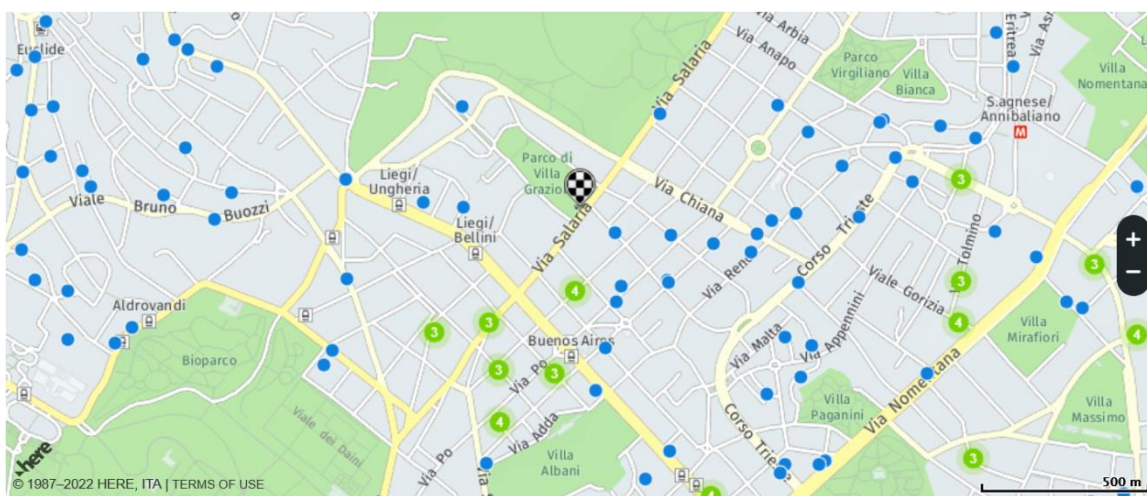 Euclide
Via Arbia
Via Anapo
Via Salaria
Parco
Virgiliano
Villa
Bianca
Eritrea
Via
Villa
Nomentana
S.agnese/
Annibaliano
M
Parco di
Villa
Liegi/
Ungheria
Viale Bruno Buozzi
Via Chiana
Liegi/
Bellini
Via Salaria
Corso Trieste
Tolmino
+
−
3
Via
Viale Gorizia
3
4
3
4
Aldrovandi
4
3
3
Buenos Aires
Via Malta
Via Appennini
Villa
Mirafiori
Bioparco
3
Via Po
3
Via Nomentana
Villa
Paganini
Villa
Massimo
Viale dei Daini
4
Via Adda
Corso Trieste
Via Po
Villa
Albani
3
here
Via
4
500 m
© 1987–2022 HERE, ITA | TERMS OF USE